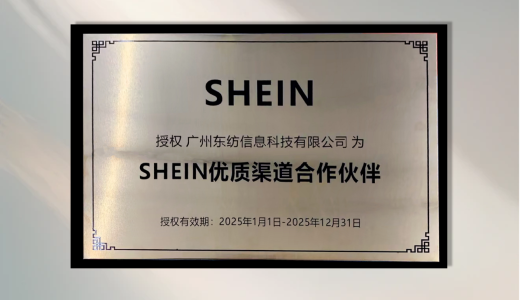 SHEIN
授权 广州东纺信息科技有限公司 为
SHEIN优质渠道合作伙伴
授权有效期：2025年1月1日-2025年12月31日